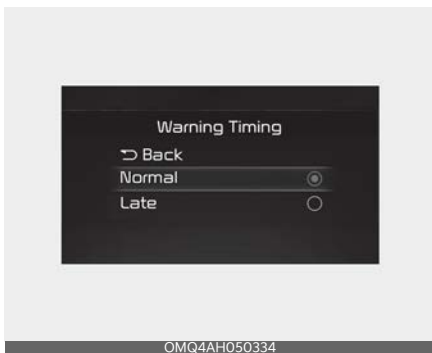 Warning Timing
Back
Normal
Late
OMQ4AH050334